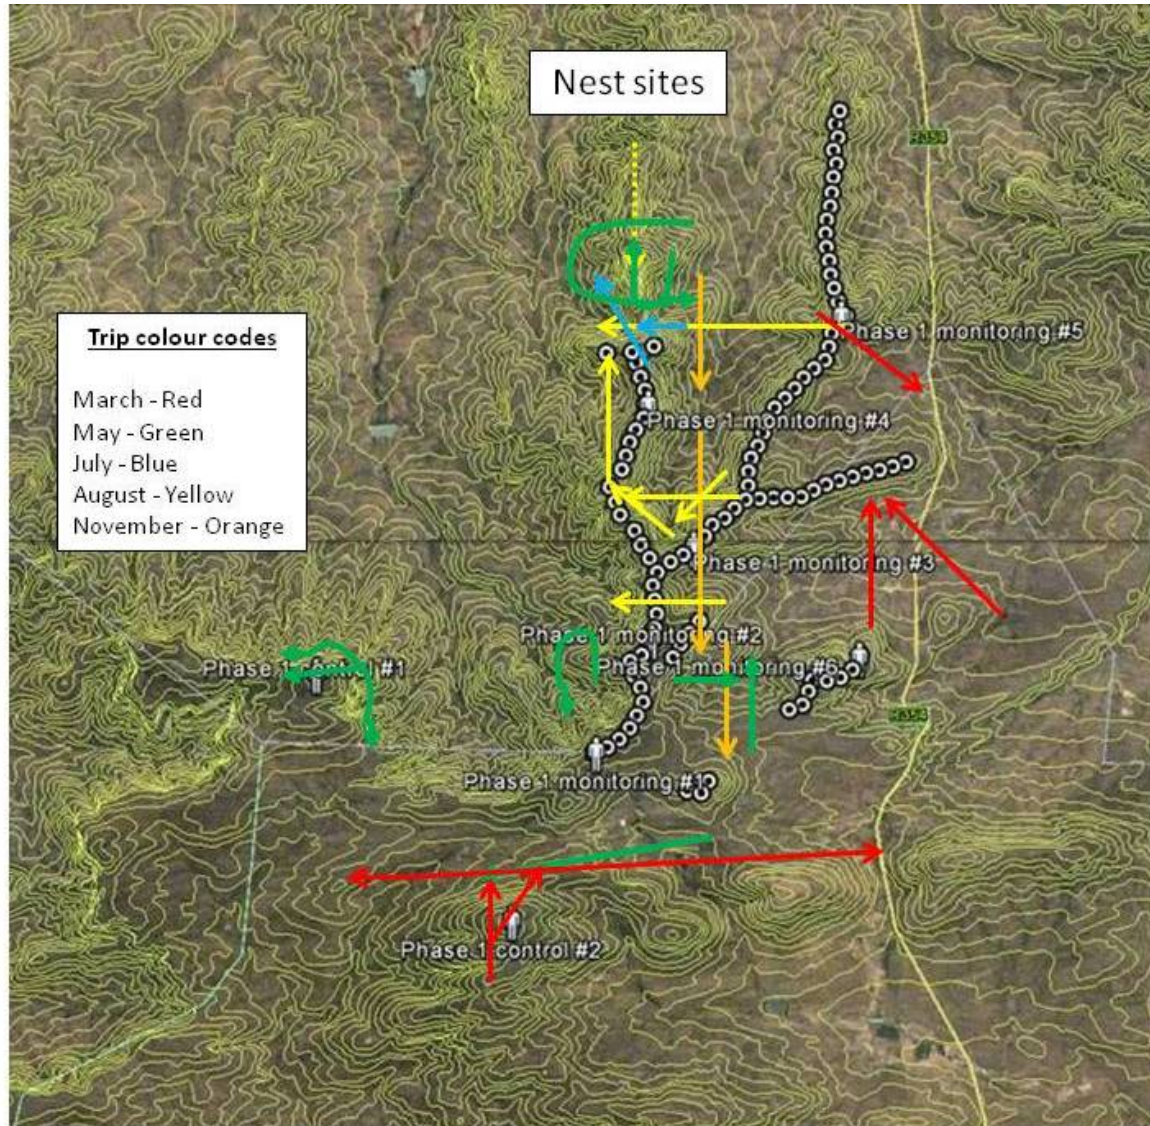 Nest sites
R354
Trip colour codes
March - Red
May - Green
July - Blue
August - Yellow
November - Orange
Phase 1 monitoring #5
Phase 1 monitoring #4
Phase 1 monitoring #3
Phase 1 monitoring #2
Phase 1 control #1
Phase 1 monitoring #6
R354
Phase 1 monitoring #1
Phase 1 control #2